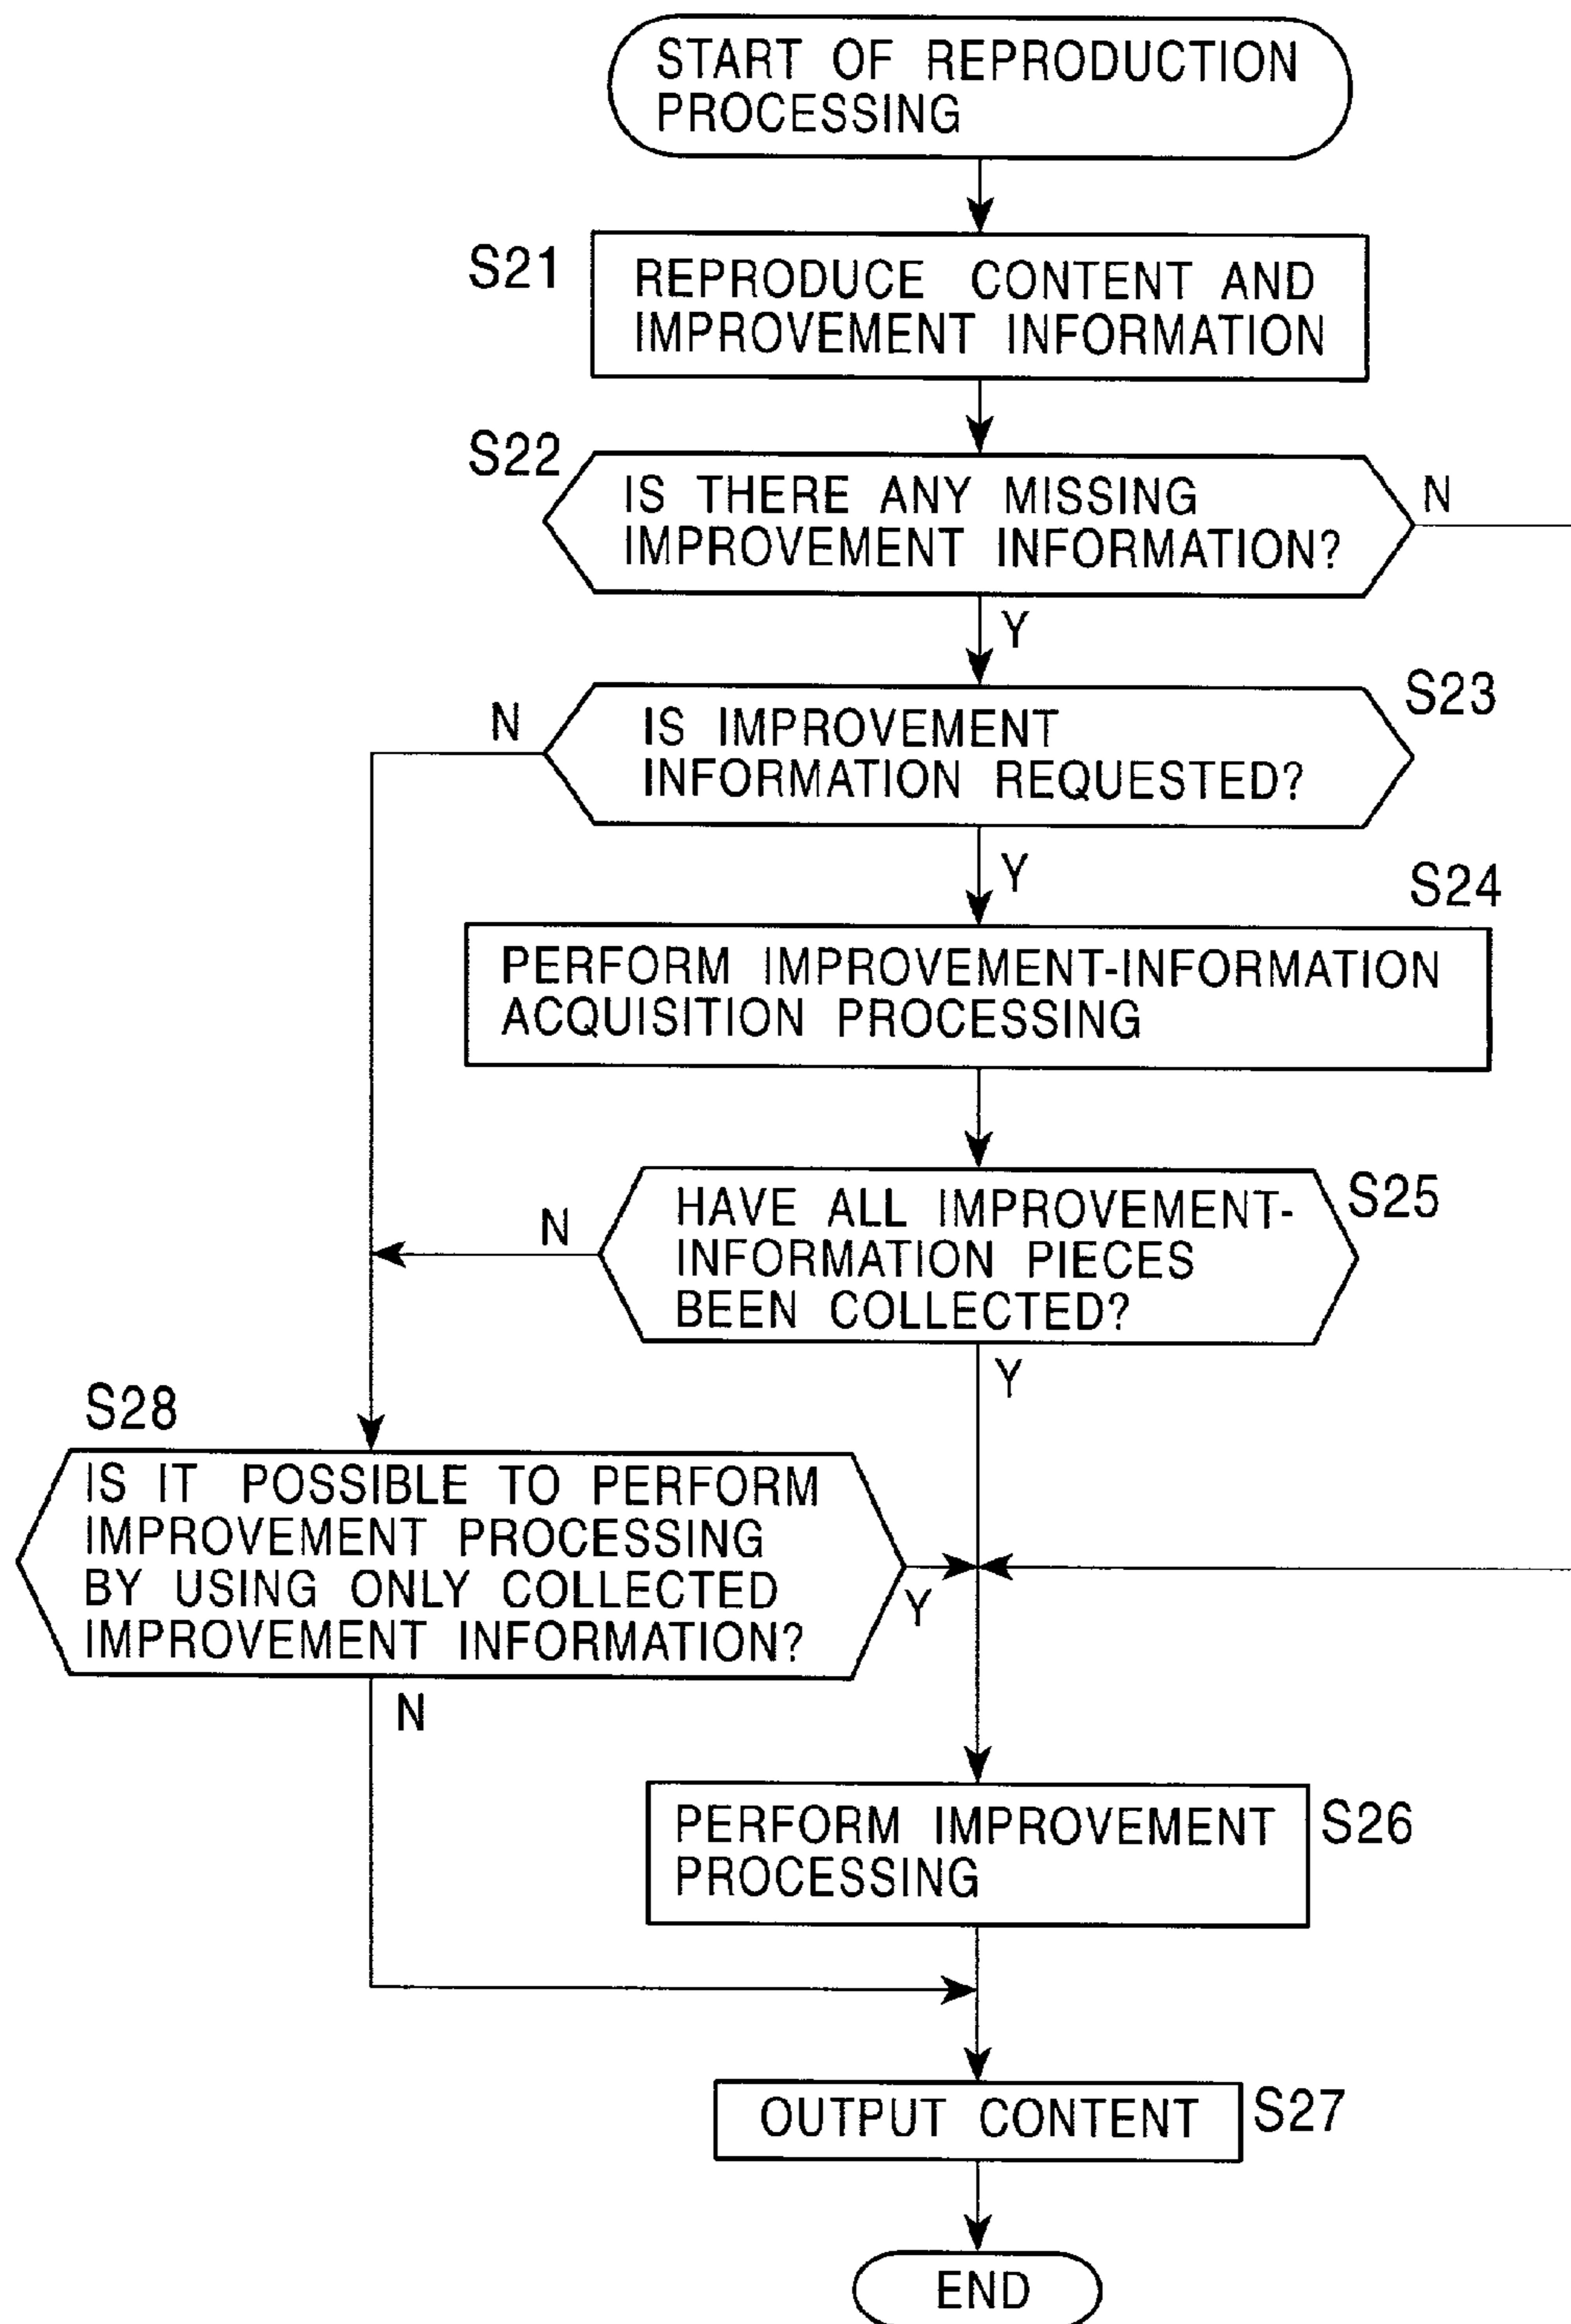 START OF REPRODUCTION
PROCESSING
S21
REPRODUCE CONTENT AND
IMPROVEMENT INFORMATION
S22
IS THERE ANY MISSING
IMPROVEMENT INFORMATION?
N
Y
S23
IS IMPROVEMENT
INFORMATION REQUESTED?
N
Y
S24
PERFORM IMPROVEMENT-INFORMATION
ACQUISITION PROCESSING
S25
HAVE ALL IMPROVEMENT-
INFORMATION PIECES
BEEN COLLECTED?
N
Y
S28
IS IT POSSIBLE TO PERFORM
IMPROVEMENT PROCESSING
BY USING ONLY COLLECTED
IMPROVEMENT INFORMATION?
Y
N
PERFORM IMPROVEMENT
PROCESSING
S26
OUTPUT CONTENT
S27
END